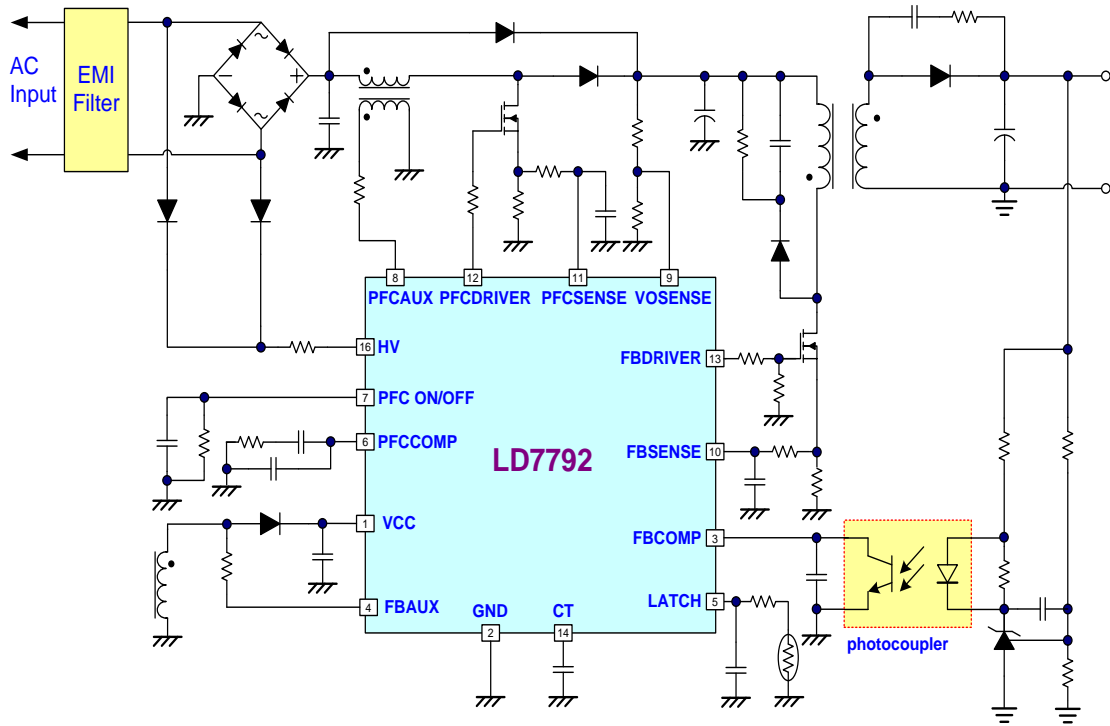 AC
Input
EMI
Filter
8
12
11
9
PFCAUX
PFCDRIVER
PFCSENSE
VOSENSE
16
HV
FBDRIVER
13
7
PFC ON/OFF
6
PFCCOMP
LD7792
FBSENSE
10
1
VCC
FBCOMP
3
4
FBAUX
GND
CT
LATCH
5
2
14
photocoupler